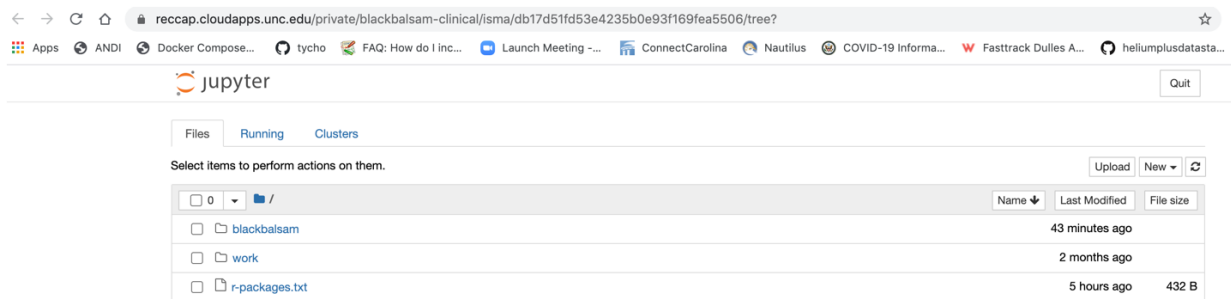 reccap.cloudapps.unc.edu/private/blackbalsam-clinical/isma/db17d51fd53e4235b0e93f169fea5506/tree?
Apps ANDI Docker Compose... tycho FAQ: How do I inc... Launch Meeting -... ConnectCarolina Nautilus COVID-19 Informa... Fasttrack Dulles A... heliumplusdatasta...
jupyter Quit
Files Running Clusters
Select items to perform actions on them. Upload New
0 / Name Last Modified File size
blackbalsam 43 minutes ago
work 2 months ago
r-packages.txt 5 hours ago 432 B